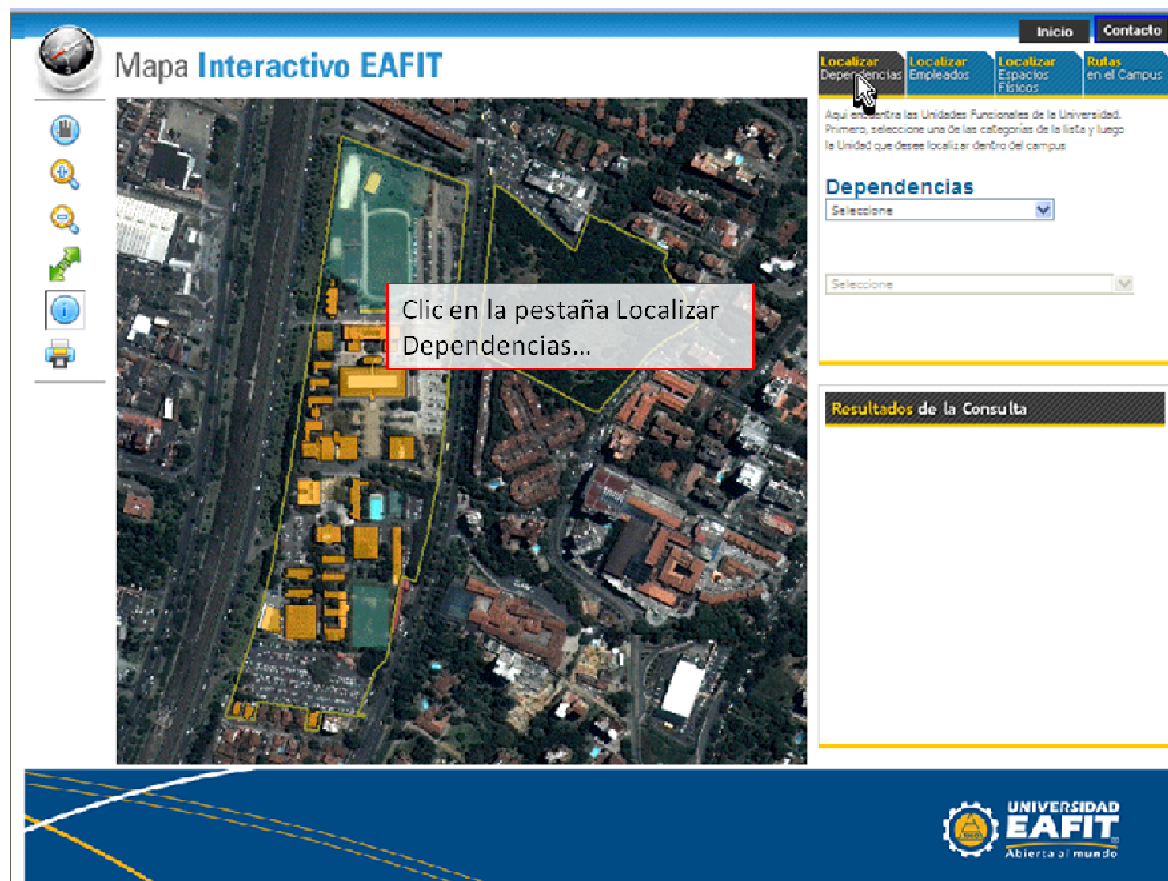 Inicio
Contacto
Mapa Interactivo EAFIT
Localizar
Dependencias
Localizar
Empleados
Localizar
Espacios
Físicos
Rutas
en el Campus
Aquí encuentra las Unidades Funcionales de la Universidad.
Primero, seleccione una de las categorías de la lista y luego
la Unidad que desee localizar dentro del campus
Dependencias
Seleccione
Seleccione
Clic en la pestaña Localizar
Dependencias...
Resultados de la Consulta
UNIVERSIDAD
EAFIT
Abierta al mundo